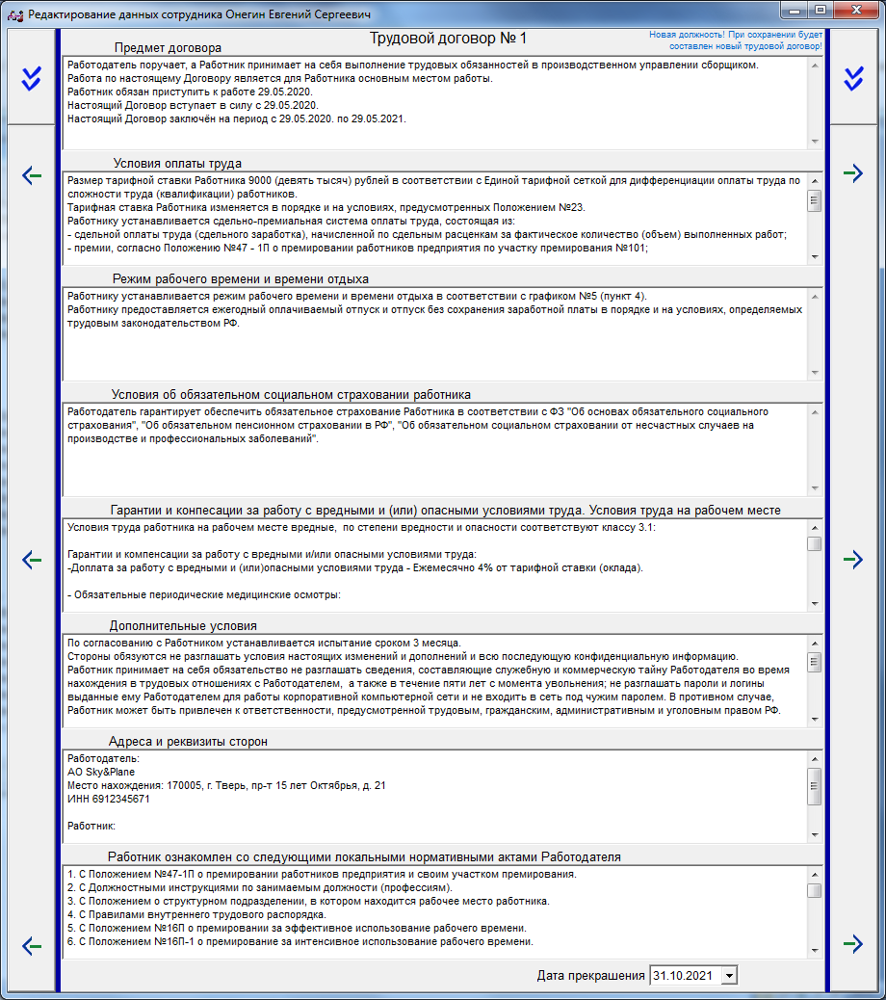 Редактирование данных сотрудника Онегин Евгений Сергеевич
Трудовой договор № 1
Новая должность! При сохранении будет
составлен новый трудовой договор!
Предмет договора
Работодатель поручает, а Работник принимает на себя выполнение трудовых обязанностей в производственном управлении сборщиком.
Работа по настоящему Договору является для Работника основным местом работы.
Работник обязан приступить к работе 29.05.2020.
Настоящий Договор вступает в силу с 29.05.2020.
Настоящий Договор заключён на период с 29.05.2020. по 29.05.2021.
Условия оплаты труда
Размер тарифной ставки Работника 9000 (девять тысяч) рублей в соответствии с Единой тарифной сеткой для дифференциации оплаты труда по
сложности труда (квалификации) работников.
Тарифная ставка Работника изменяется в порядке и на условиях, предусмотренных Положением №23.
Работнику устанавливается сдельно-премиальная система оплаты труда, состоящая из:
- сдельной оплаты труда (сдельного заработка), начисленной по сдельным расценкам за фактическое количество (объем) выполненных работ;
- премии, согласно Положению №47 - 1П о премировании работников предприятия по участку премирования №101;
Режим рабочего времени и времени отдыха
Работнику устанавливается режим рабочего времени и времени отдыха в соответствии с графиком №5 (пункт 4).
Работнику предоставляется ежегодный оплачиваемый отпуск и отпуск без сохранения заработной платы в порядке и на условиях, определяемых
трудовым законодательством РФ.
Условия об обязательном социальном страховании работника
Работодатель гарантирует обеспечить обязательное страхование Работника в соответствии с ФЗ "Об основах обязательного социального
страхования", "Об обязательном пенсионном страховании в РФ", "Об обязательном социальном страховании от несчастных случаев на
производстве и профессиональных заболеваний".
Гарантии и конпесации за работу с вредными и (или) опасными условиями труда. Условия труда на рабочем месте
Условия труда работника на рабочем месте вредные, по степени вредности и опасности соответствуют классу 3.1:
Гарантии и компенсации за работу с вредными и/или опасными условиями труда:
-Доплата за работу с вредными и (или)опасными условиями труда - Ежемесячно 4% от тарифной ставки (оклада).
- Обязательные периодические медицинские осмотры:
Дополнительные условия
По согласованию с Работником устанавливается испытание сроком 3 месяца.
Стороны обязуются не разглашать условия настоящих изменений и дополнений и всю последующую конфиденциальную информацию.
Работник принимает на себя обязательство не разглашать сведения, составляющие служебную и коммерческую тайну Работодателя во время
нахождения в трудовых отношениях с Работодателем, а также в течение пяти лет с момента увольнения; не разглашать пароли и логины
выданные ему Работодателем для работы корпоративной компьютерной сети и не входить в сеть под чужим паролем. В противном случае,
Работник может быть привлечен к ответственности, предусмотренной трудовым, гражданским, административным и уголовным правом РФ.
Адреса и реквизиты сторон
Работодатель:
АО Sky&Plane
Место нахождения: 170005, г. Тверь, пр-т 15 лет Октябрья, д. 21
ИНН 6912345671
Работник:
Работник ознакомлен со следующими локальными нормативными актами Работодателя
1. С Положением №47-1П о премировании работников предприятия и своим участком премирования.
2. С Должностными инструкциями по занимаемым должности (профессиям).
3. С Положением о структурном подразделении, в котором находится рабочее место работника.
4. С Правилами внутреннего трудового распорядка.
5. С Положением №16П о премировании за эффективное использование рабочего времени.
6. С Положением №16П-1 о премирование за интенсивное использование рабочего времени.
Дата прекрашения 31.10.2021